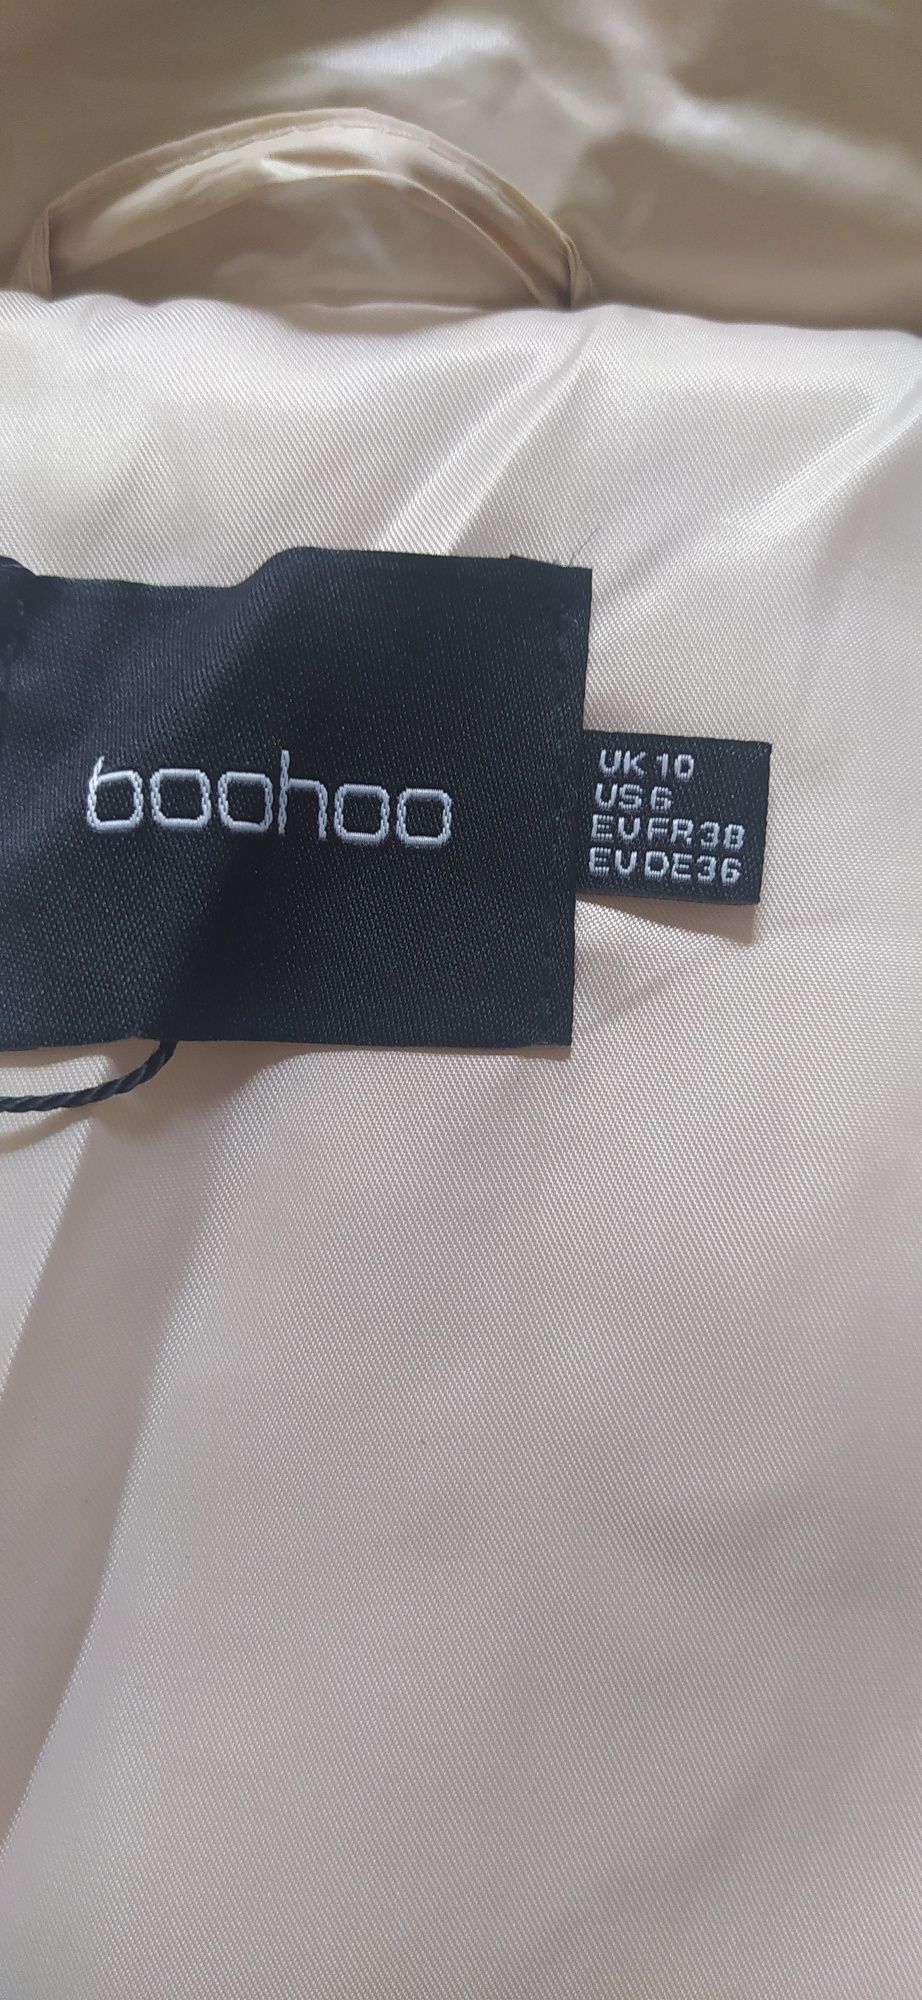 boohoo
UK 10
US 6
EU FR 38
EU DE 36